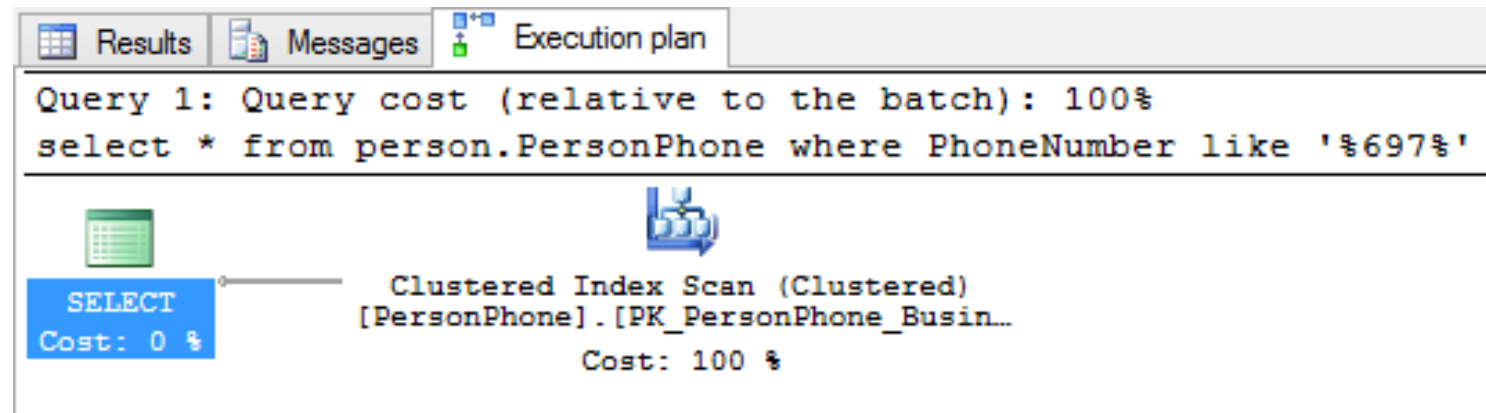 Results Messages Execution plan
Query 1: Query cost (relative to the batch): 100%
select * from person.PersonPhone where PhoneNumber like '%697%'
SELECT
Cost: 0 %
Clustered Index Scan (Clustered)
[PersonPhone].[PK_PersonPhone_Busin…
Cost: 100 %